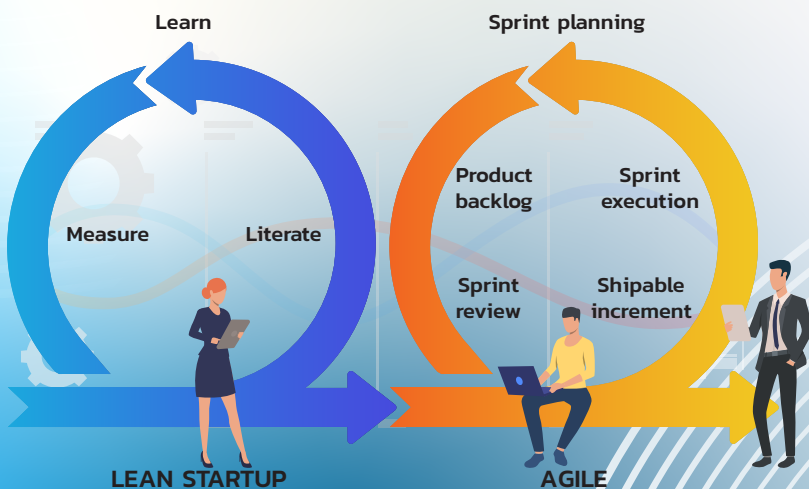 Learn
Sprint planning
Product
backlog
Sprint
execution
Measure
Literate
Sprint
review
Shipable
increment
LEAN STARTUP
AGILE